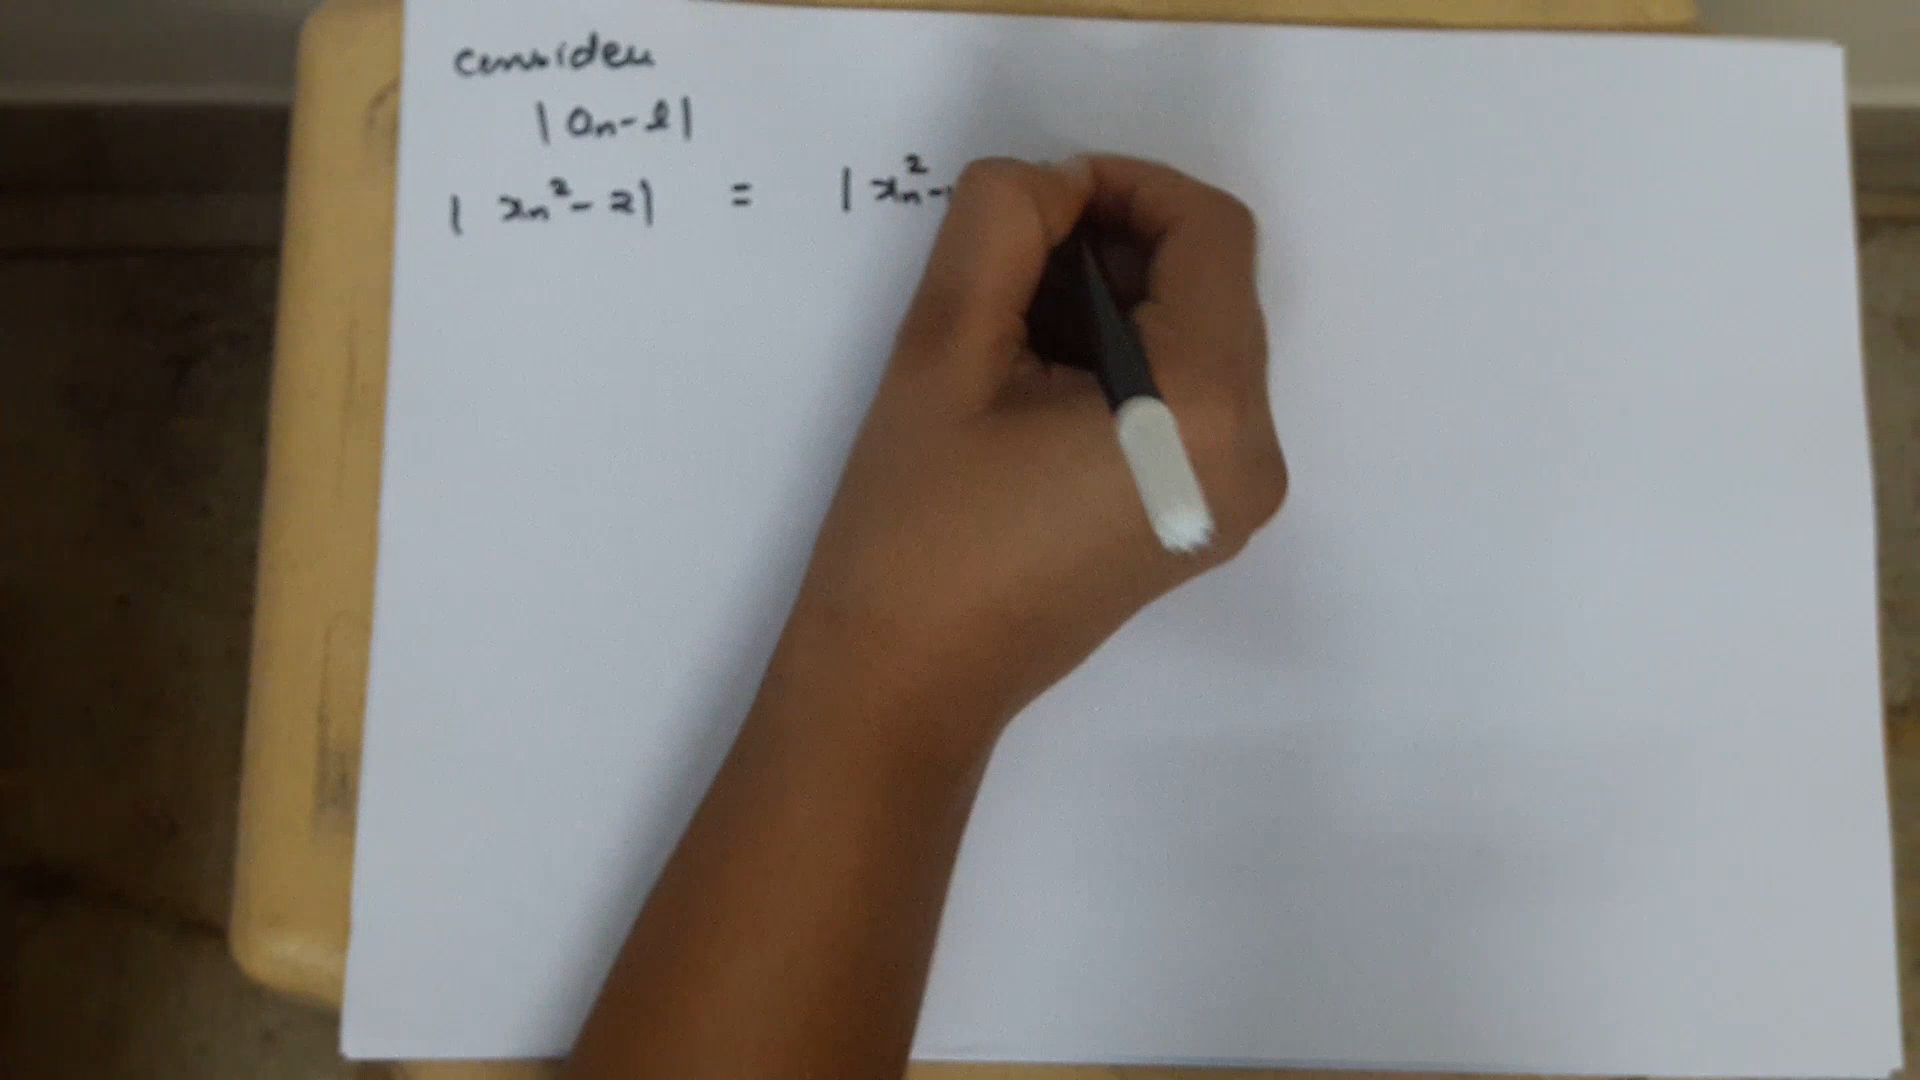 consider
| an - l |
| xn² - 2 | = | xn² -